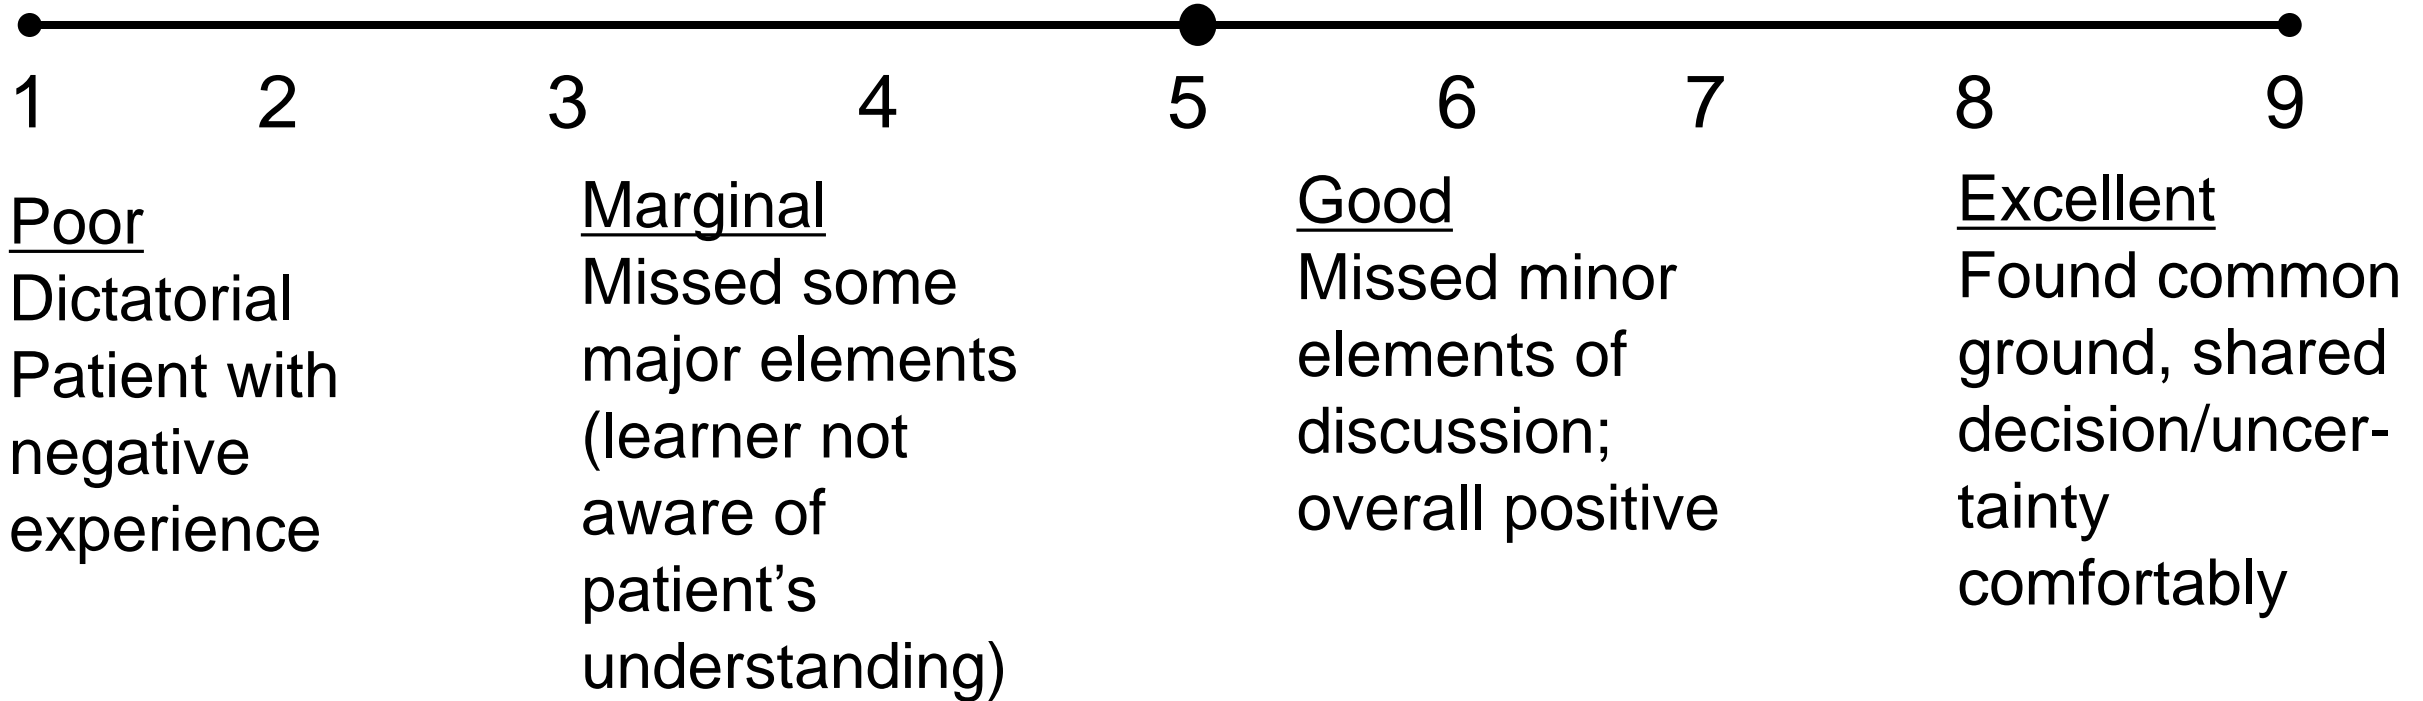 1 2 3 4 5 6 7 8 9
Poor
Dictatorial
Patient with
negative
experience
Marginal
Missed some
major elements
(learner not
aware of
patient’s
understanding)
Good
Missed minor
elements of
discussion;
overall positive
Excellent
Found common
ground, shared
decision/uncer-
tainty
comfortably